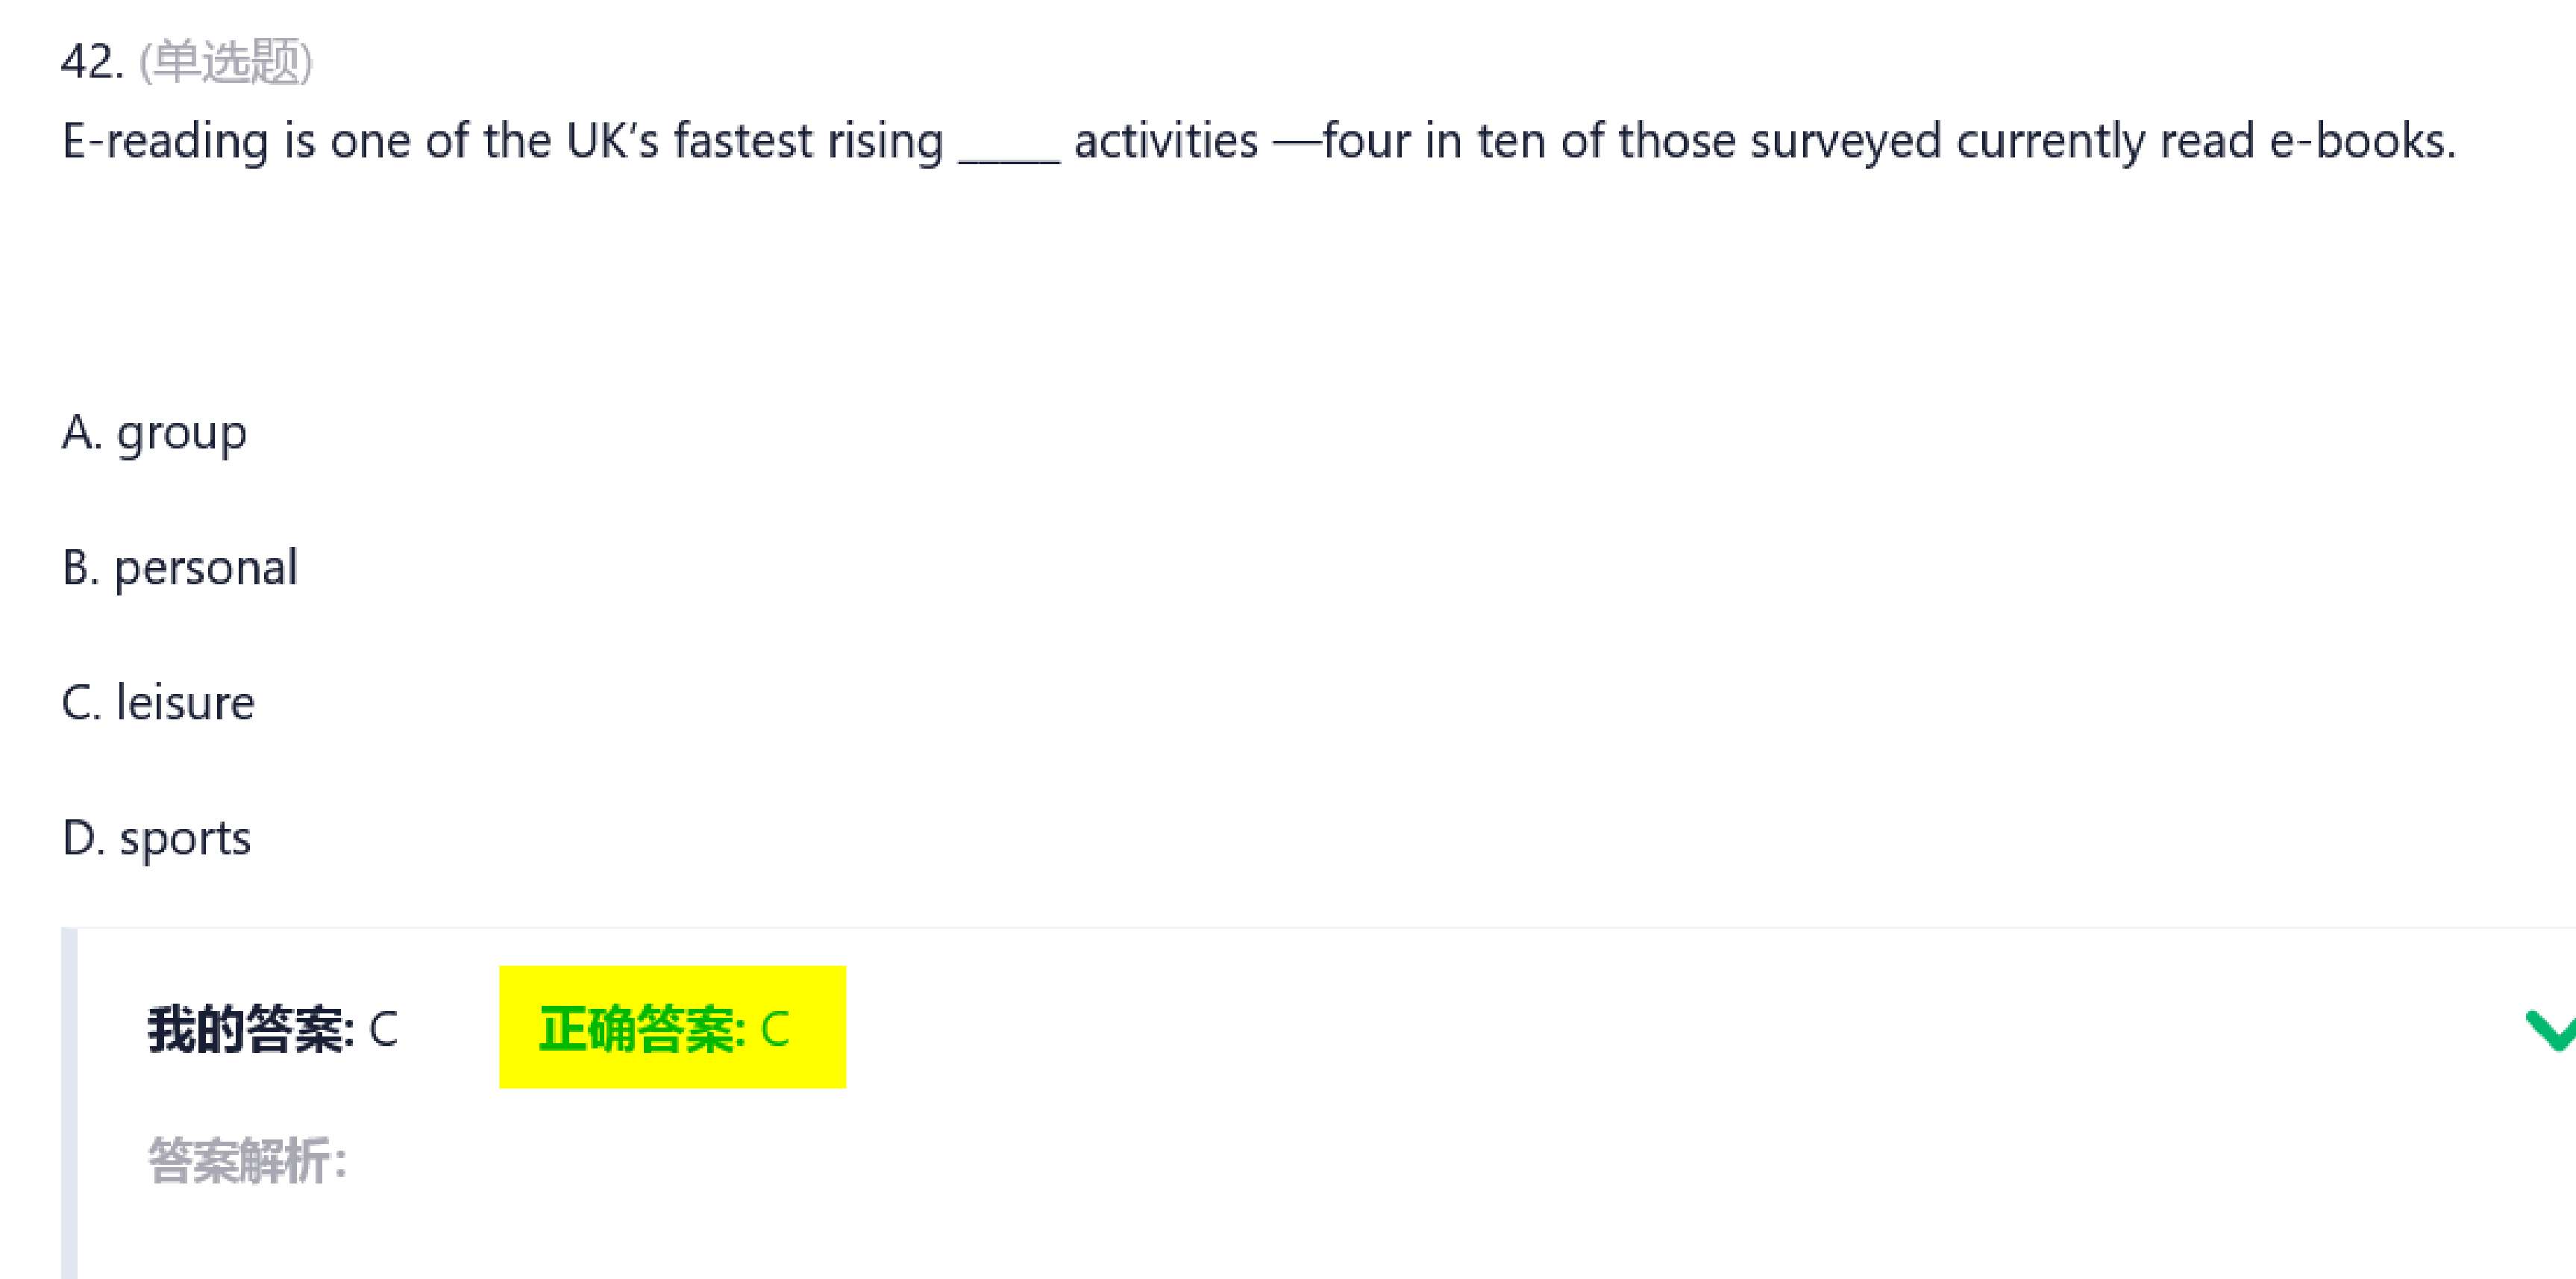 42. (单选题)
E-reading is one of the UK’s fastest rising _____ activities —four in ten of those surveyed currently read e-books.
A. group
B. personal
C. leisure
D. sports
我的答案: C 正确答案: C
答案解析: